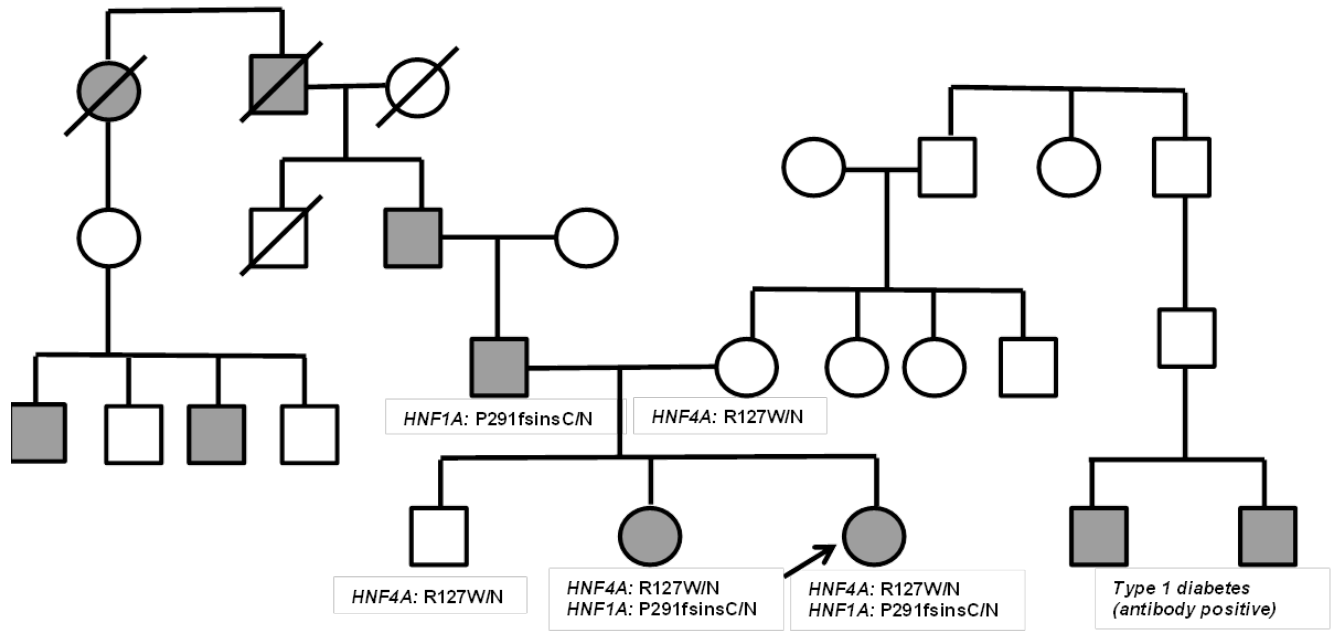 HNF1A: P291fsinsC/N
HNF4A: R127W/N
HNF4A: R127W/N
HNF4A: R127W/N
HNF1A: P291fsinsC/N
HNF4A: R127W/N
HNF1A: P291fsinsC/N
Type 1 diabetes
(antibody positive)